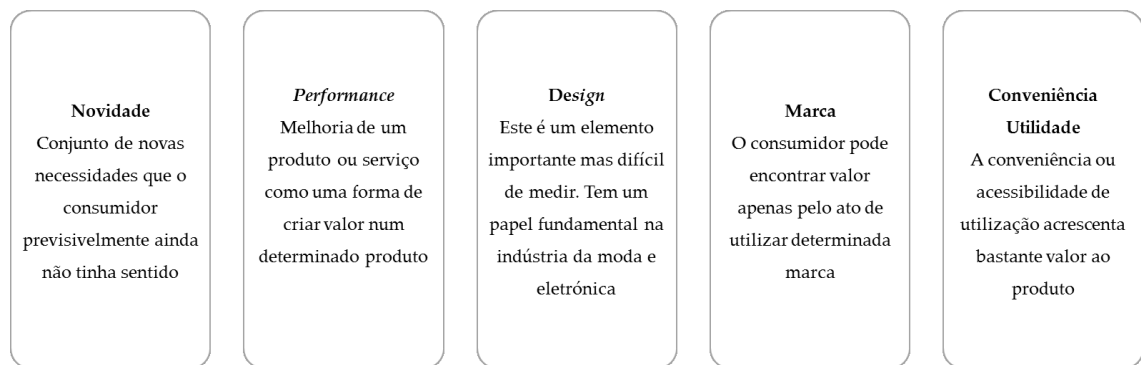 Novidade
Conjunto de novas
necessidades que o
consumidor
previsivelmente ainda
não tinha sentido
Performance
Melhoria de um
produto ou serviço
como uma forma de
criar valor num
determinado produto
Design
Este é um elemento
importante mas difícil
de medir. Tem um
papel fundamental na
indústria da moda e
eletrónica
Marca
O consumidor pode
encontrar valor
apenas pelo ato de
utilizar determinada
marca
Conveniência
Utilidade
A conveniência ou
acessibilidade de
utilização acrescenta
bastante valor ao
produto